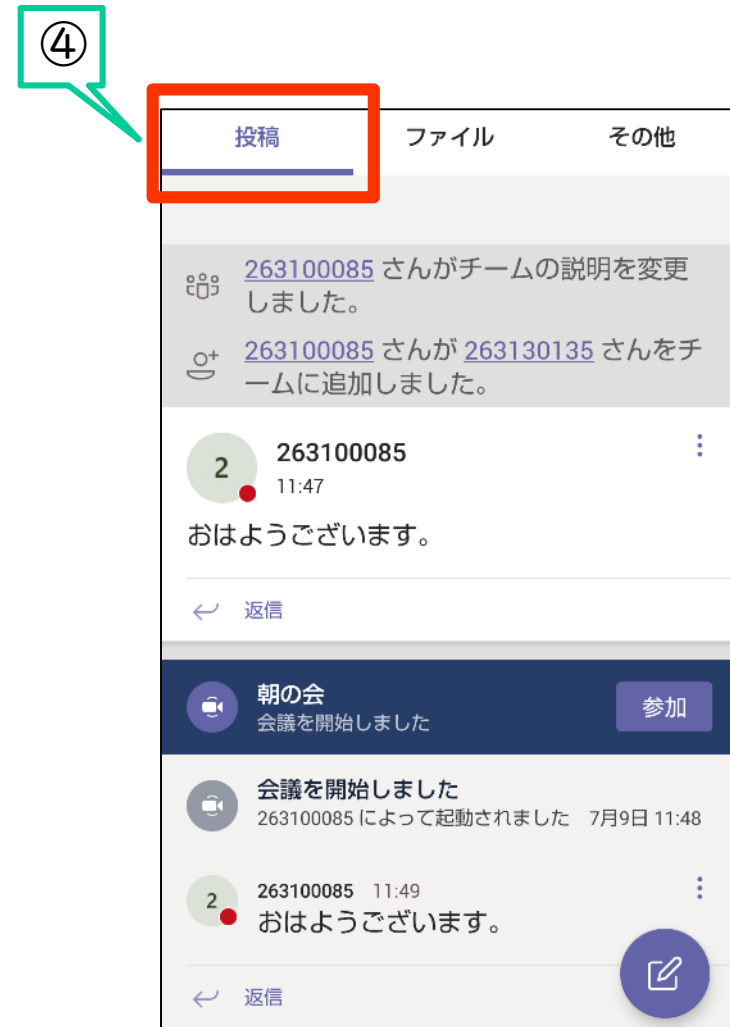 ④
投稿 ファイル その他
263100085 さんがチームの説明を変更
しました。
263100085 さんが 263130135 さんをチ
ームに追加しました。
2 263100085
11:47
おはようございます。
返信
朝の会
会議を開始しました
参加
会議を開始しました
263100085 によって起動されました 7月9日 11:48
2 263100085 11:49
おはようございます。
返信